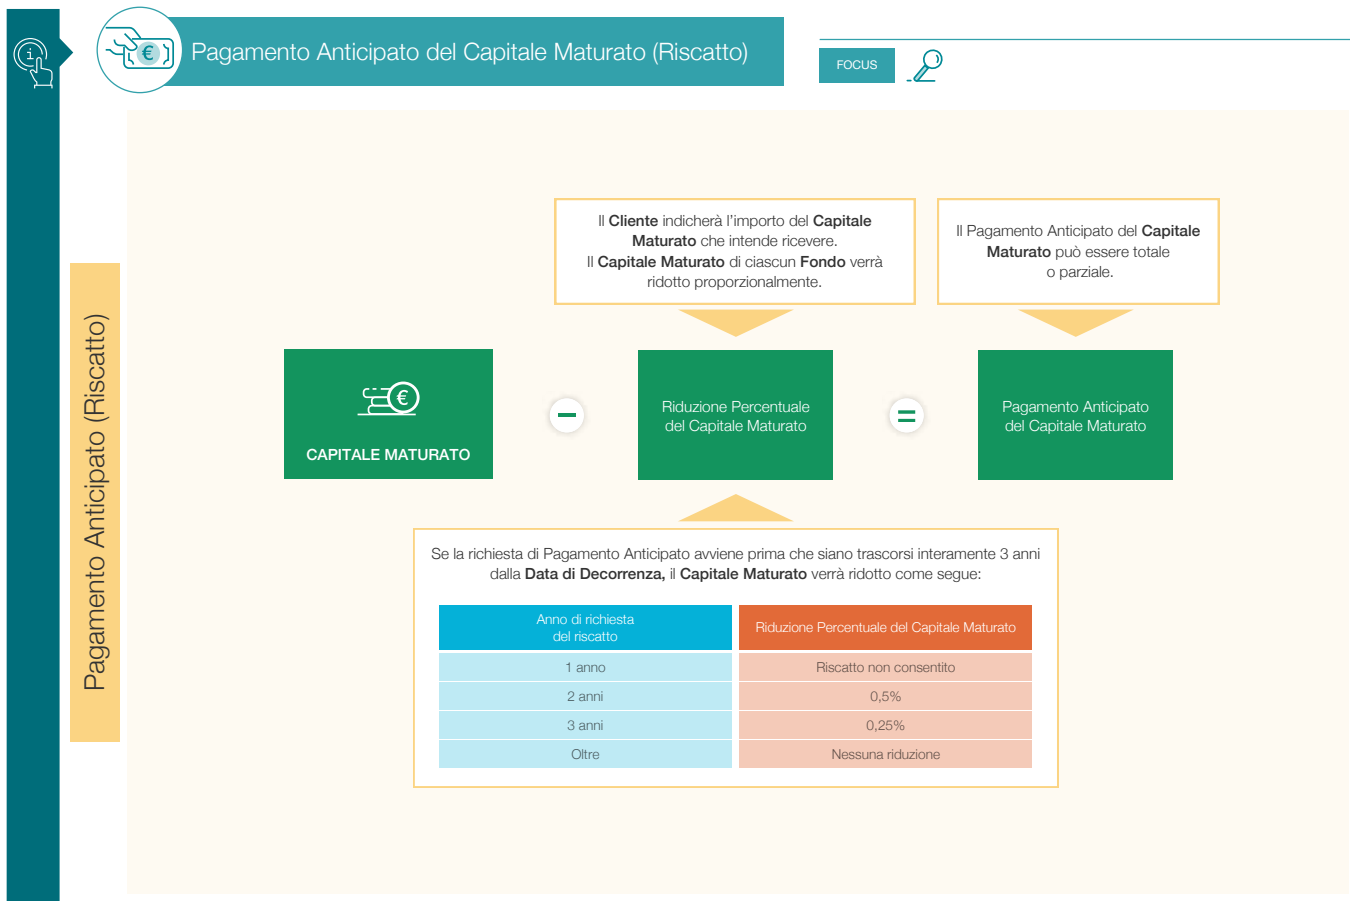 Pagamento Anticipato del Capitale Maturato (Riscatto)
FOCUS
Pagamento Anticipato (Riscatto)
Il Cliente indicherà l’importo del Capitale
Maturato che intende ricevere.
Il Capitale Maturato di ciascun Fondo verrà
ridotto proporzionalmente.
Il Pagamento Anticipato del Capitale
Maturato può essere totale
o parziale.
€
CAPITALE MATURATO
−
Riduzione Percentuale
del Capitale Maturato
=
Pagamento Anticipato
del Capitale Maturato
Se la richiesta di Pagamento Anticipato avviene prima che siano trascorsi interamente 3 anni
dalla Data di Decorrenza, il Capitale Maturato verrà ridotto come segue:
Anno di richiesta
del riscatto
Riduzione Percentuale del Capitale Maturato
1 anno
Riscatto non consentito
2 anni
0,5%
3 anni
0,25%
Oltre
Nessuna riduzione